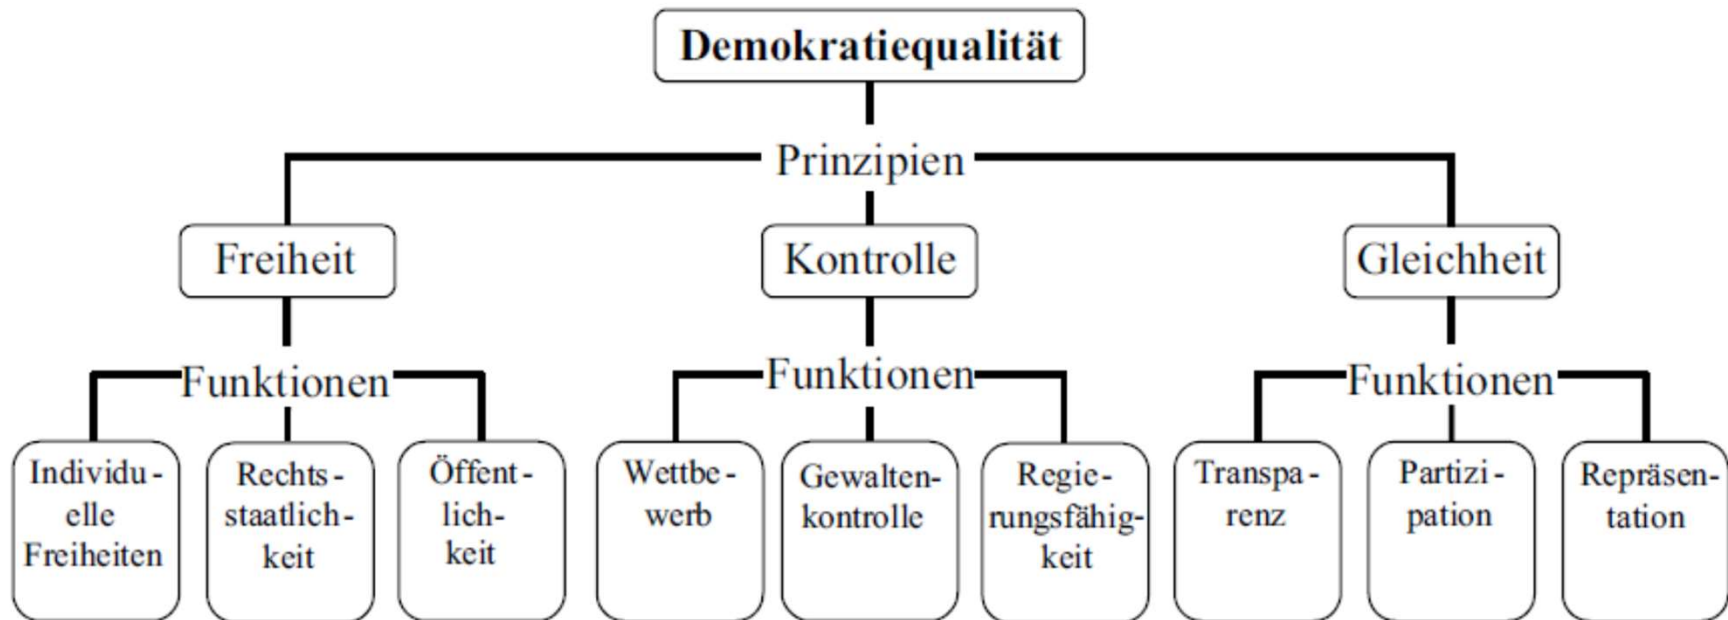 Demokratiequalität
Prinzipien
Freiheit
Kontrolle
Gleichheit
Funktionen
Funktionen
Funktionen
Individu-
elle
Freiheiten
Rechts-
staatlich-
keit
Öffent-
lich-
keit
Wettbe-
werb
Gewalten-
kontrolle
Regie-
rungsfähig-
keit
Transpa-
renz
Partizi-
pation
Repräsen-
tation